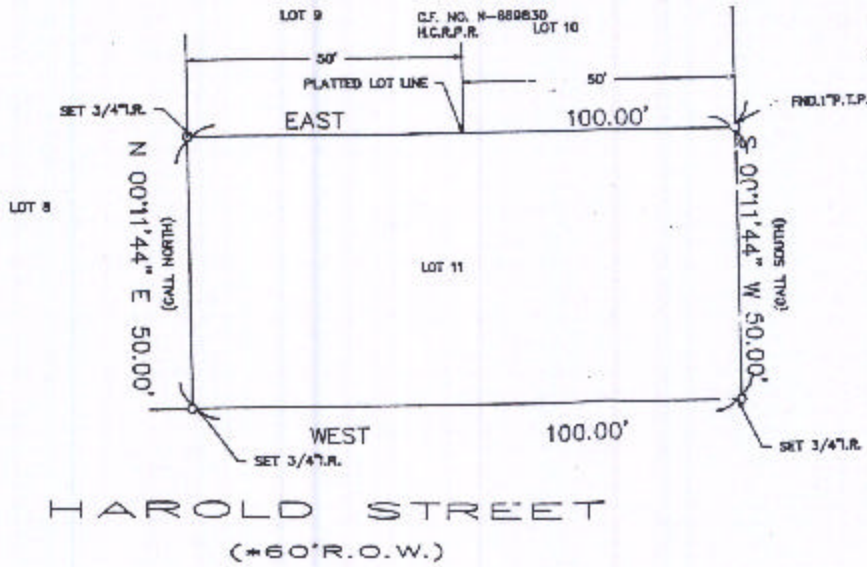 LOT 9
C.F. NO. N-889830
H.C.R.P.R.
LOT 10
50'
PLATTED LOT LINE
50'
SET 3/4"I.R.
EAST
100.00'
FND.1"P.T.P.
N 00°11'44" E 50.00'
(CALL NORTH)
LOT 8
LOT 11
S 00°11'44" W 50.00'
(CALL SOUTH)
WEST
100.00'
SET 3/4"I.R.
SET 3/4"I.R.
HAROLD STREET
(*60'R.O.W.)